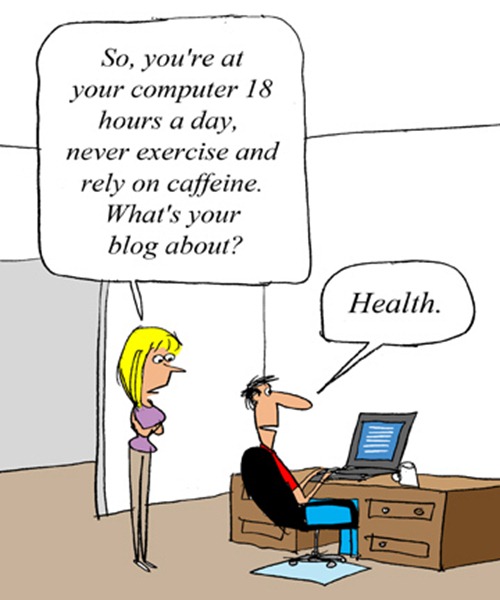 So, you're at
your computer 18
hours a day,
never exercise and
rely on caffeine.
What's your
blog about?
Health.